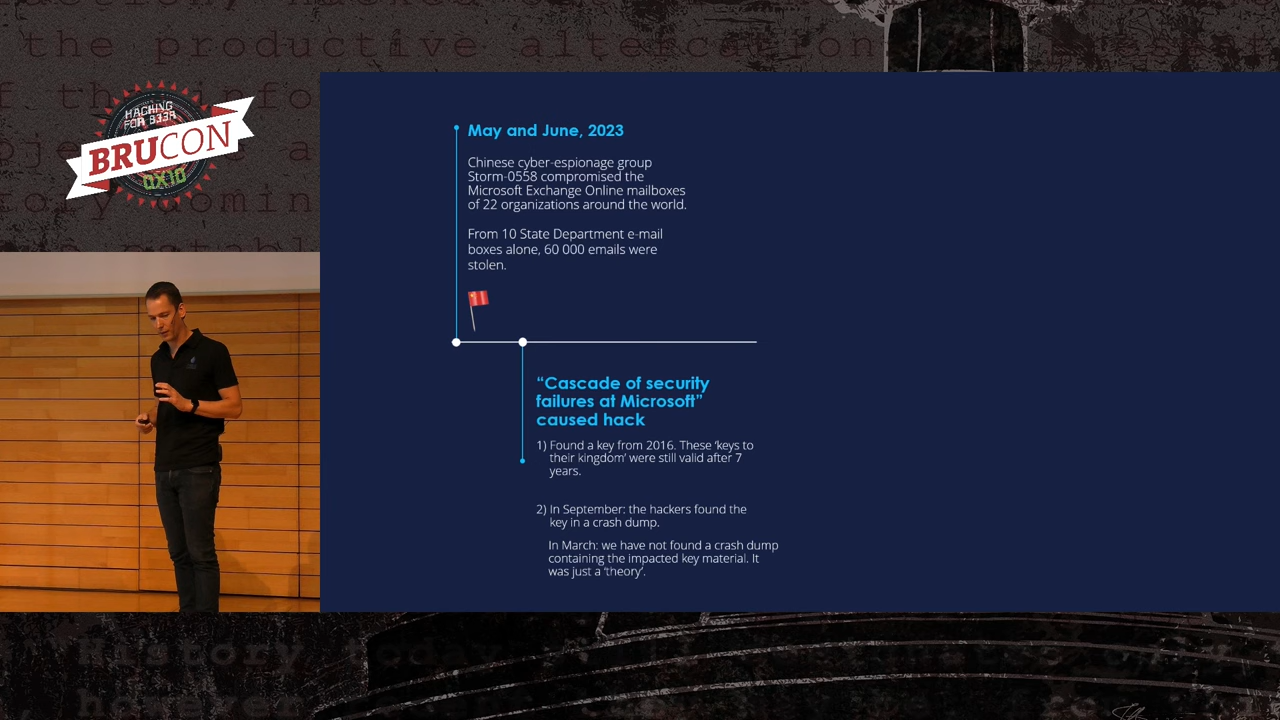 the productive altercation
HACKING
FOR B33R
BRUCON
0X10
May and June, 2023
Chinese cyber-espionage group
Storm-0558 compromised the
Microsoft Exchange Online mailboxes
of 22 organizations around the world.
From 10 State Department e-mail
boxes alone, 60 000 emails were
stolen.
“Cascade of security
failures at Microsoft”
caused hack
1) Found a key from 2016. These ‘keys to
their kingdom’ were still valid after 7
years.
2) In September: the hackers found the
key in a crash dump.
In March: we have not found a crash dump
containing the impacted key material. It
was just a ‘theory’.
History today
however